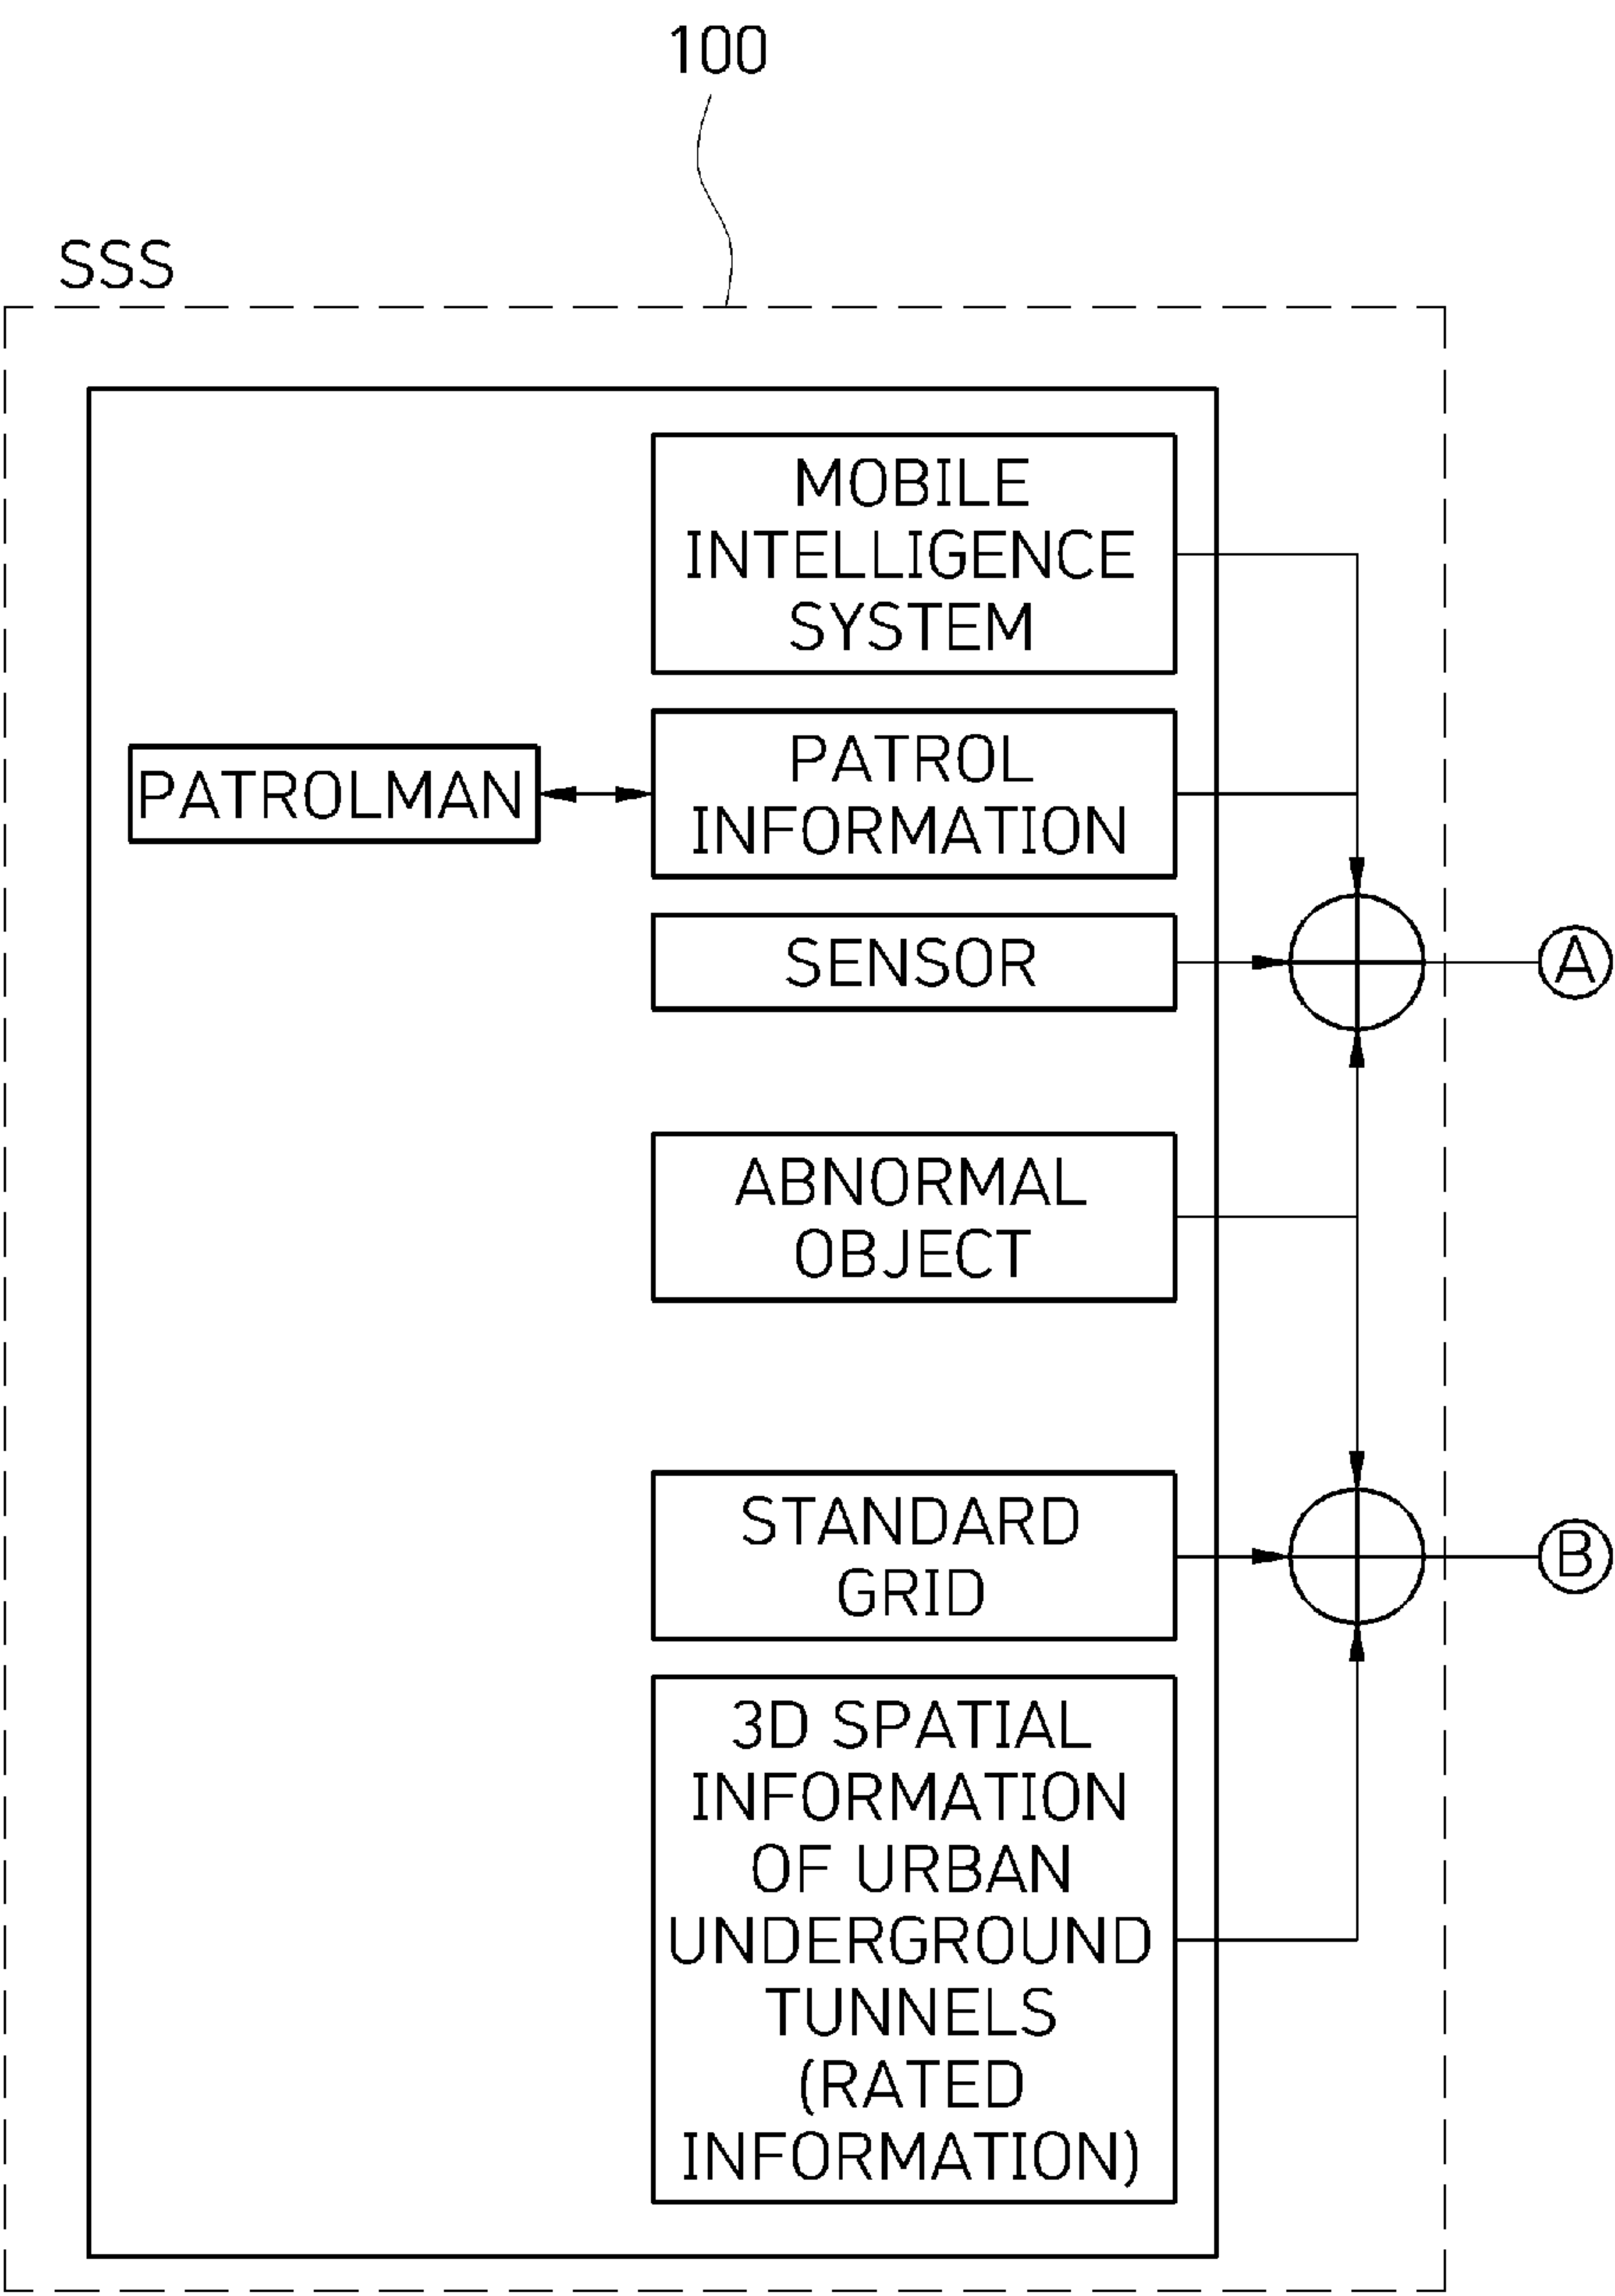 100
SSS
MOBILE
INTELLIGENCE
SYSTEM
PATROLMAN
PATROL
INFORMATION
SENSOR
A
ABNORMAL
OBJECT
STANDARD
GRID
B
3D SPATIAL
INFORMATION
OF URBAN
UNDERGROUND
TUNNELS
(RATED
INFORMATION)